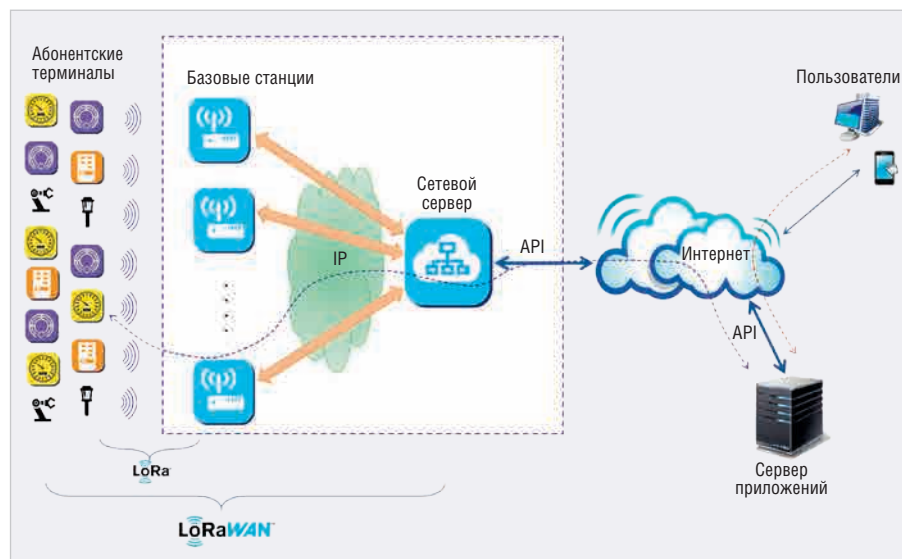 Абонентские
терминалы
Базовые станции
Пользователи
Сетевой
сервер
IP
API
Интернет
API
Сервер
приложений
LoRa
LoRaWAN